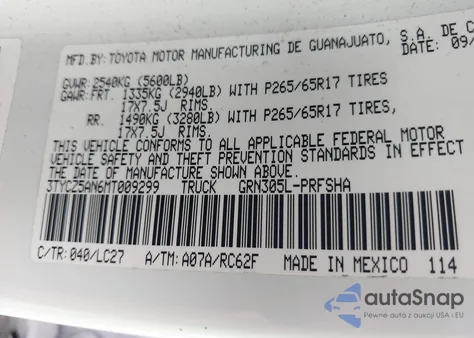 MFD.BY: TOYOTA MOTOR MANUFACTURING DE GUANAJUATO, S.A. DE C
DATE: 09/
GVWR: 2540KG (5600LB)
GAWR: FRT. 1335KG (2940LB) WITH P265/65R17 TIRES
17X7.5J RIMS.
RR. 1490KG (3280LB) WITH P265/65R17 TIRES,
17X7.5J RIMS,
THIS VEHICLE CONFORMS TO ALL APPLICABLE FEDERAL MOTOR
VEHICLE SAFETY AND THEFT PREVENTION STANDARDS IN EFFECT
THE DATE OF MANUFACTURE SHOWN ABOVE.
3TYCZ5AN6MT009299 TRUCK GRN305L-PRFSHA
C/TR: 040/LC27 A/TM: A07A/RC62F MADE IN MEXICO 114
autoSnap
Pewne auta z aukcji USA i EU